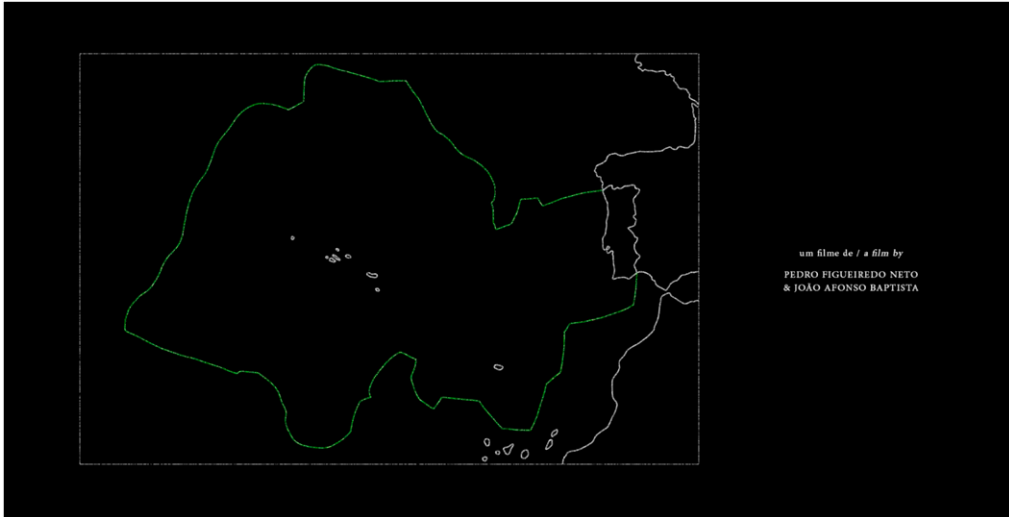 um filme de / a film by
PEDRO FIGUEIREDO NETO
& JOÃO AFONSO BAPTISTA